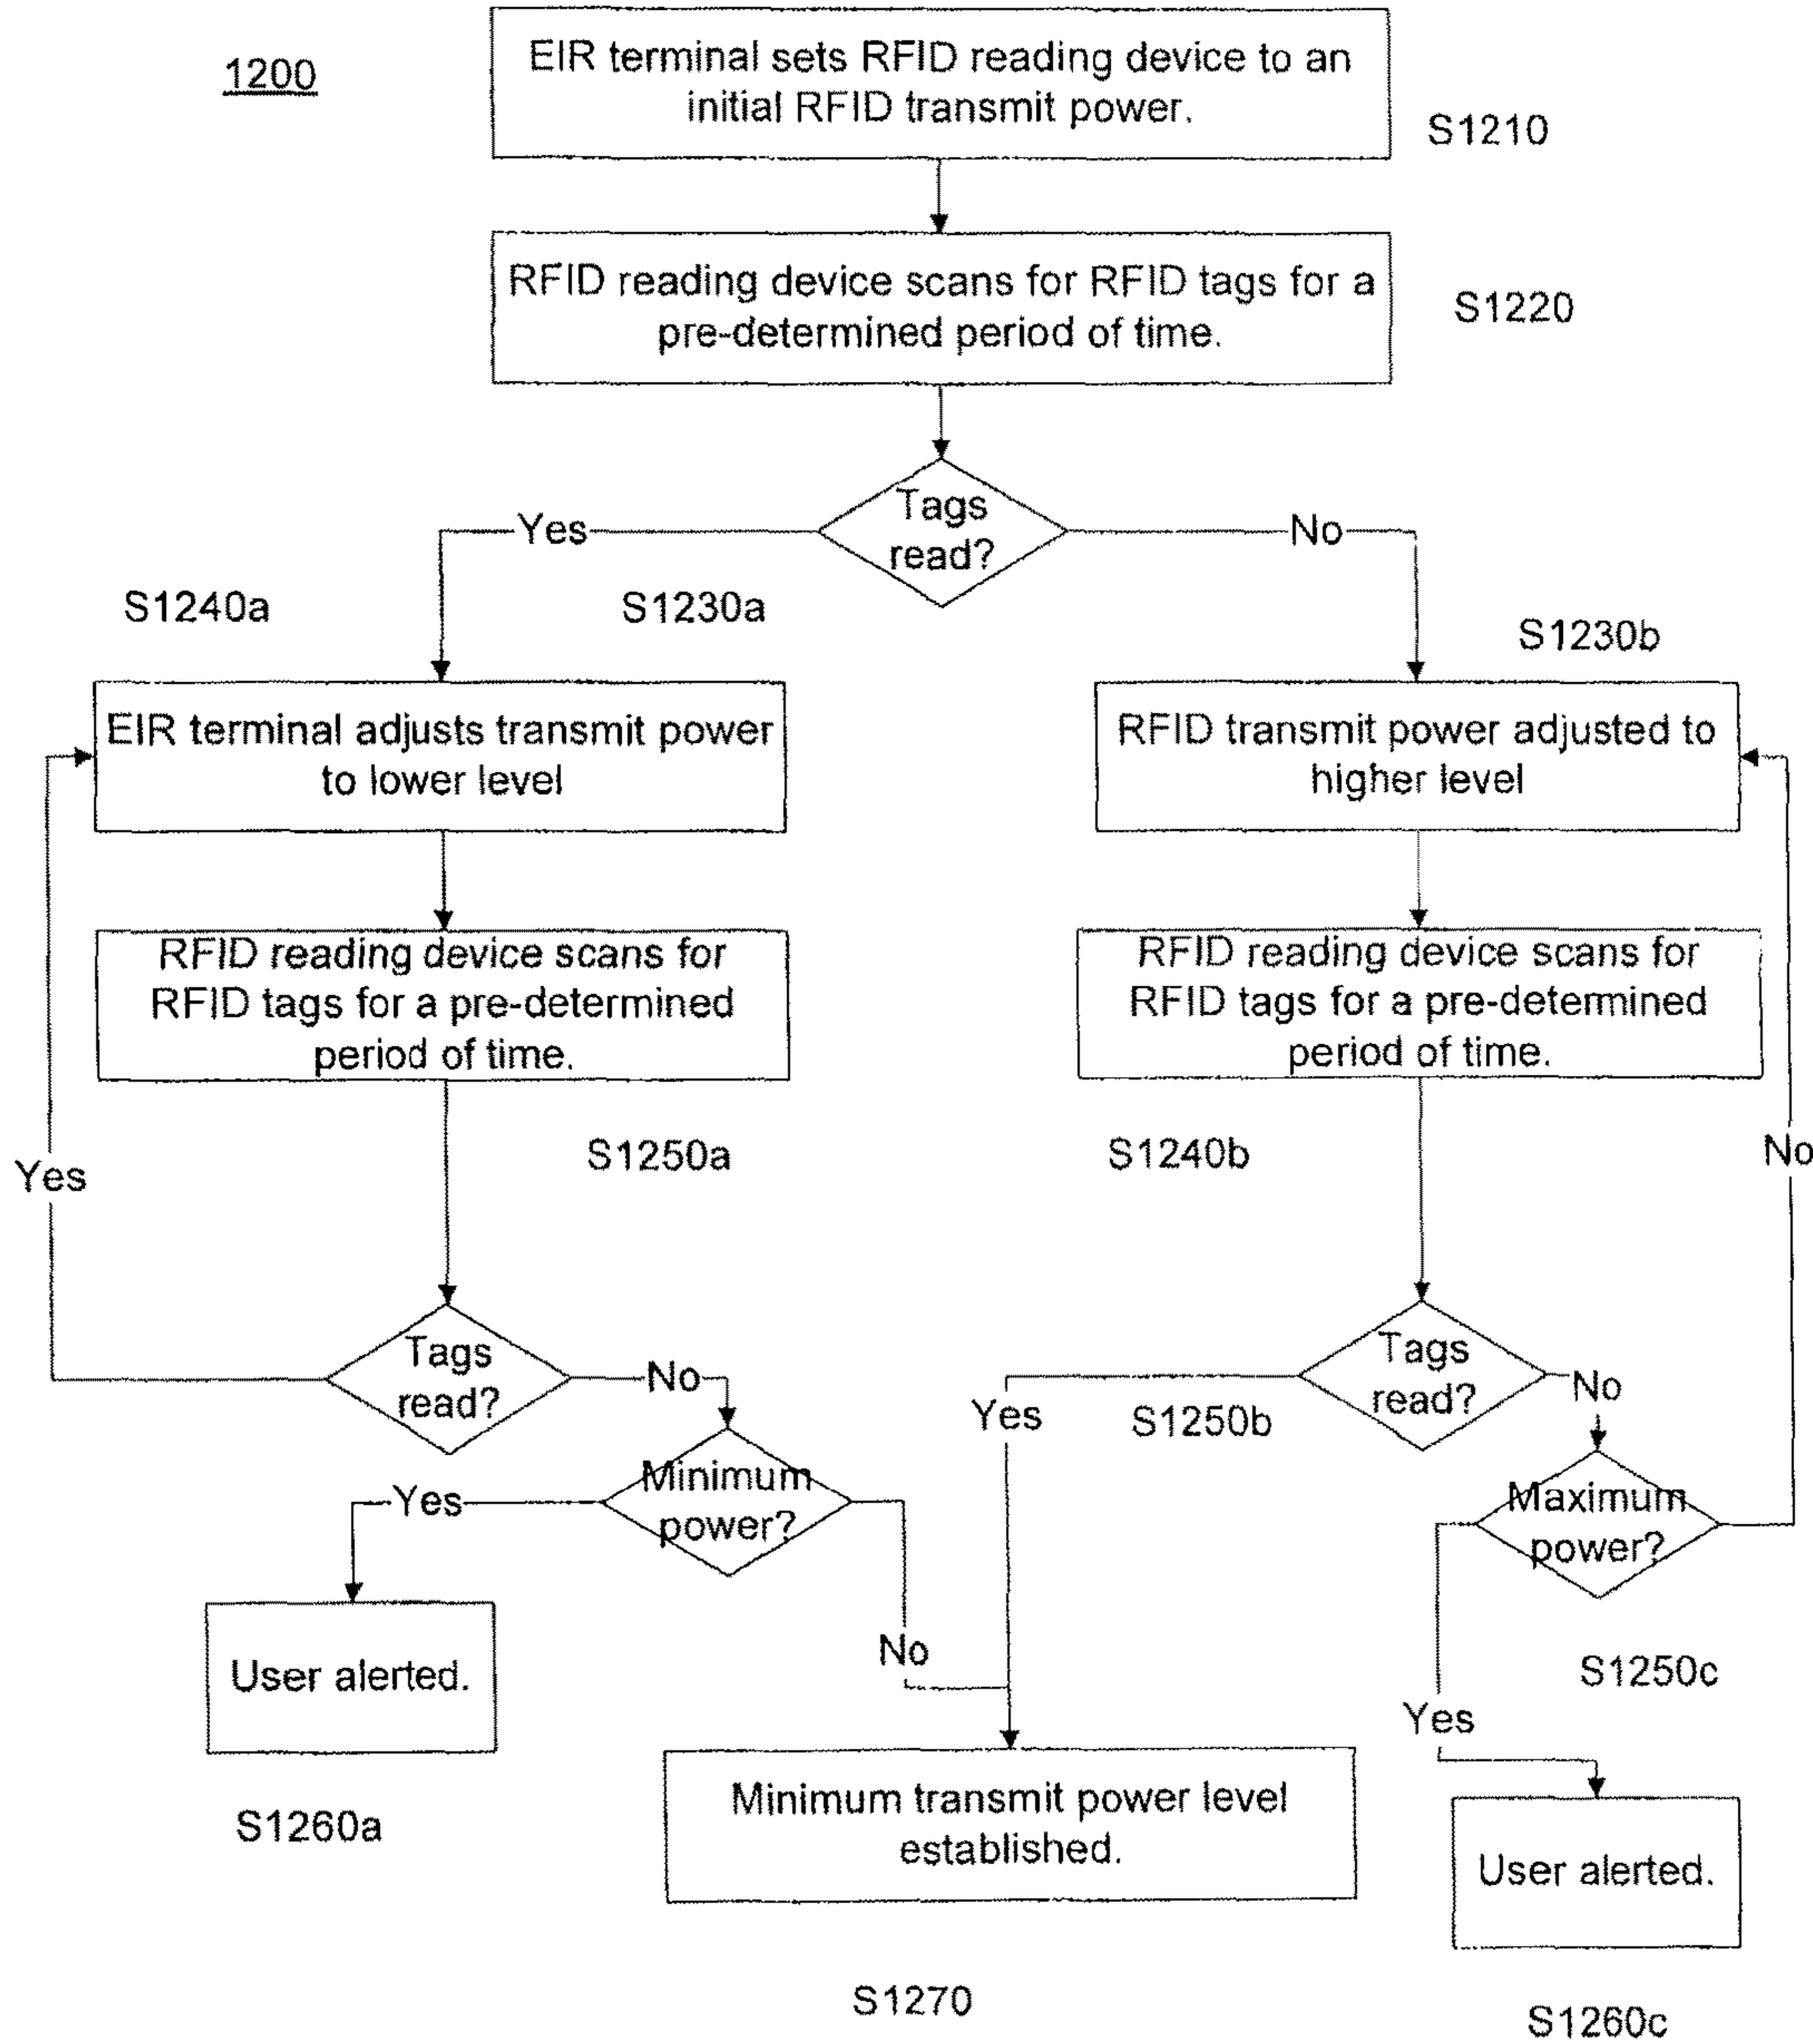 1200
EIR terminal sets RFID reading device to an
initial RFID transmit power.
S1210
RFID reading device scans for RFID tags for a
pre-determined period of time.
S1220
Tags
read?
Yes
No
S1240a
S1230a
S1230b
EIR terminal adjusts transmit power
to lower level
RFID transmit power adjusted to
higher level
RFID reading device scans for
RFID tags for a pre-determined
period of time.
RFID reading device scans for
RFID tags for a pre-determined
period of time.
Yes
S1250a
S1240b
No
Tags
read?
No
Tags
read?
No
Yes
S1250b
Minimum
power?
Yes
Maximum
power?
No
User alerted.
S1250c
Yes
S1260a
Minimum transmit power level
established.
User alerted.
S1270
S1260c